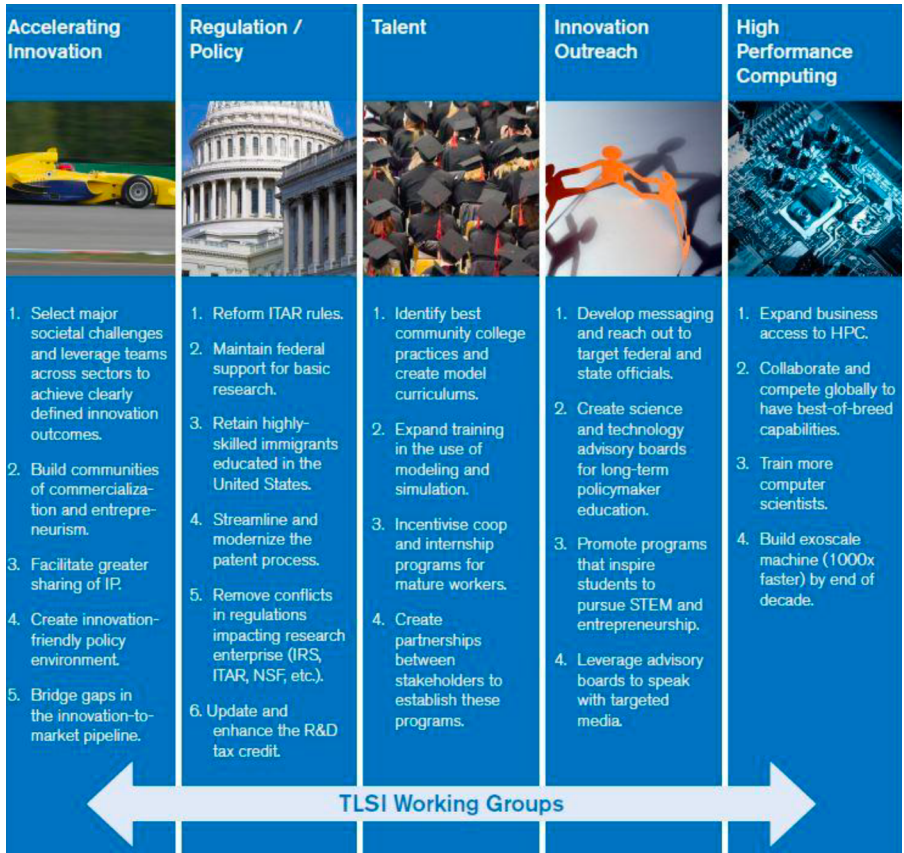 Accelerating
Innovation
1. Select major
societal challenges
and leverage teams
across sectors to
achieve clearly
defined innovation
outcomes.
2. Build communities
of commercializa-
tion and entrepre-
neurism.
3. Facilitate greater
sharing of IP.
4. Create innovation-
friendly policy
environment.
5. Bridge gaps in
the innovation-to-
market pipeline.
Regulation /
Policy
1. Reform ITAR rules.
2. Maintain federal
support for basic
research.
3. Retain highly-
skilled immigrants
educated in the
United States.
4. Streamline and
modernize the
patent process.
5. Remove conflicts
in regulations
impacting research
enterprise (IRS,
ITAR, NSF, etc.).
6. Update and
enhance the R&D
tax credit.
Talent
1. Identify best
community college
practices and
create model
curriculums.
2. Expand training
in the use of
modeling and
simulation.
3. Incentivise coop
and internship
programs for
mature workers.
4. Create
partnerships
between
stakeholders to
establish these
programs.
Innovation
Outreach
1. Develop messaging
and reach out to
target federal and
state officials.
2. Create science
and technology
advisory boards
for long-term
policymaker
education.
3. Promote programs
that inspire
students to
pursue STEM and
entrepreneurship.
4. Leverage advisory
boards to speak
with targeted
media.
High
Performance
Computing
1. Expand business
access to HPC.
2. Collaborate and
compete globally to
have best-of-breed
capabilities.
3. Train more
computer
scientists.
4. Build exoscale
machine (1000x
faster) by end of
decade.
TLSI Working Groups